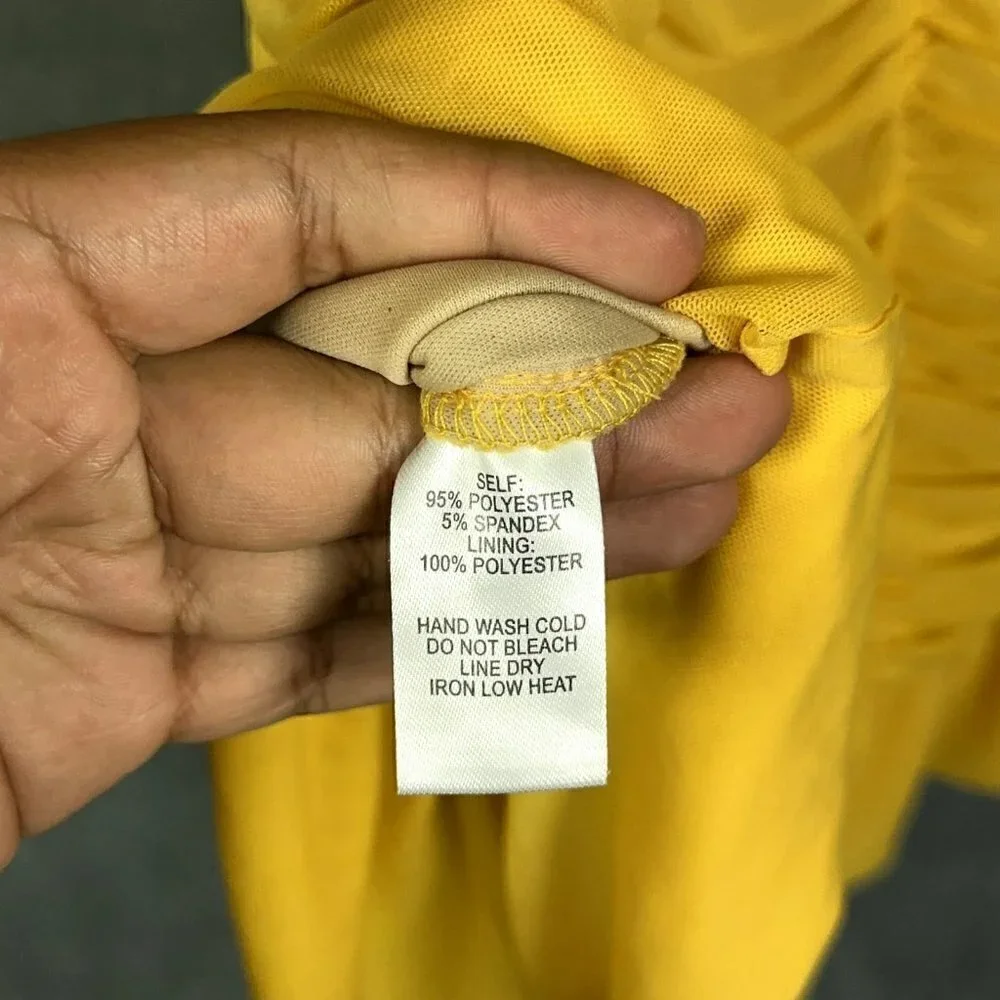 SELF:
95% POLYESTER
5% SPANDEX
LINING:
100% POLYESTER
HAND WASH COLD
DO NOT BLEACH
LINE DRY
IRON LOW HEAT